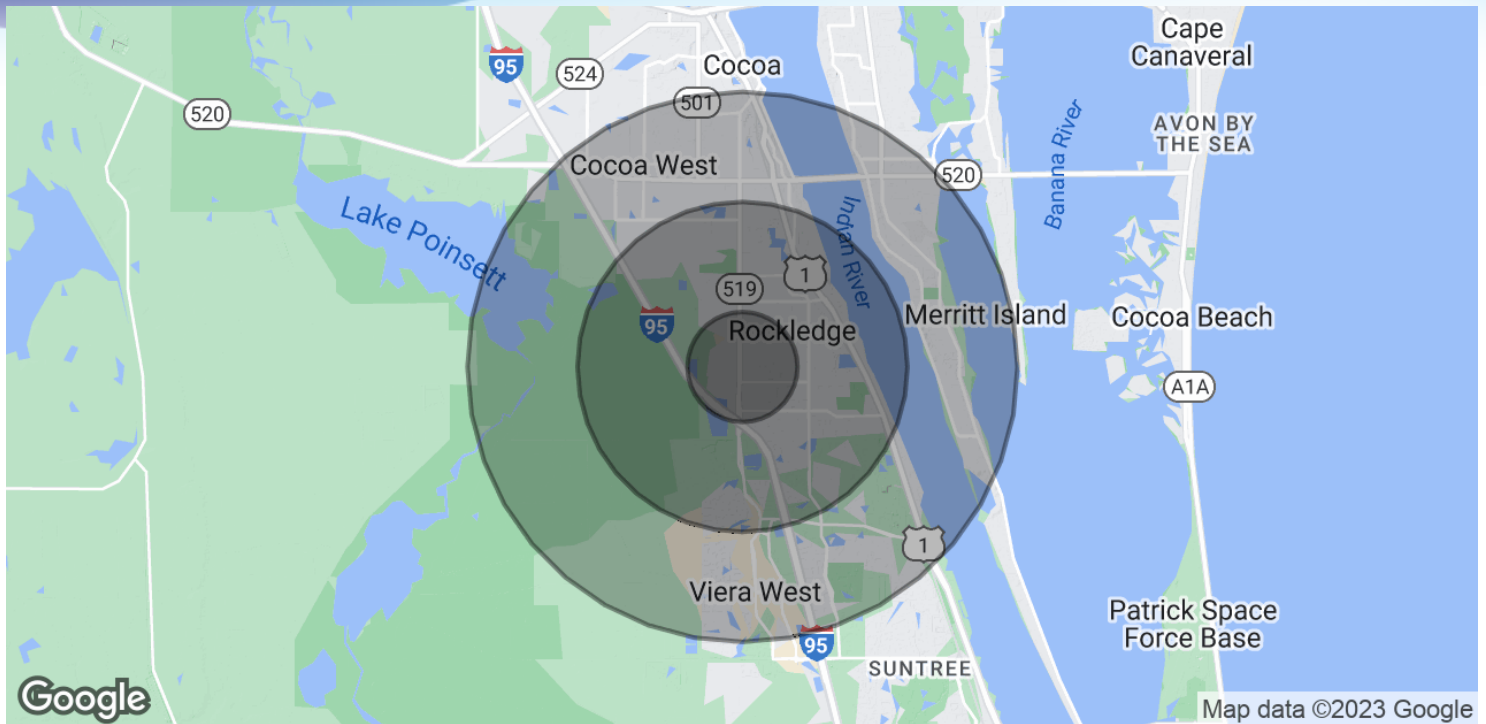 Cape
Canaveral
Cocoa
95
524
501
520
AVON BY
THE SEA
Banana River
Cocoa West
520
Lake Poinsett
Indian River
1
519
95
Rockledge
Merritt Island
Cocoa Beach
A1A
1
Viera West
Patrick Space
Force Base
95
SUNTREE
Google
Map data ©2023 Google